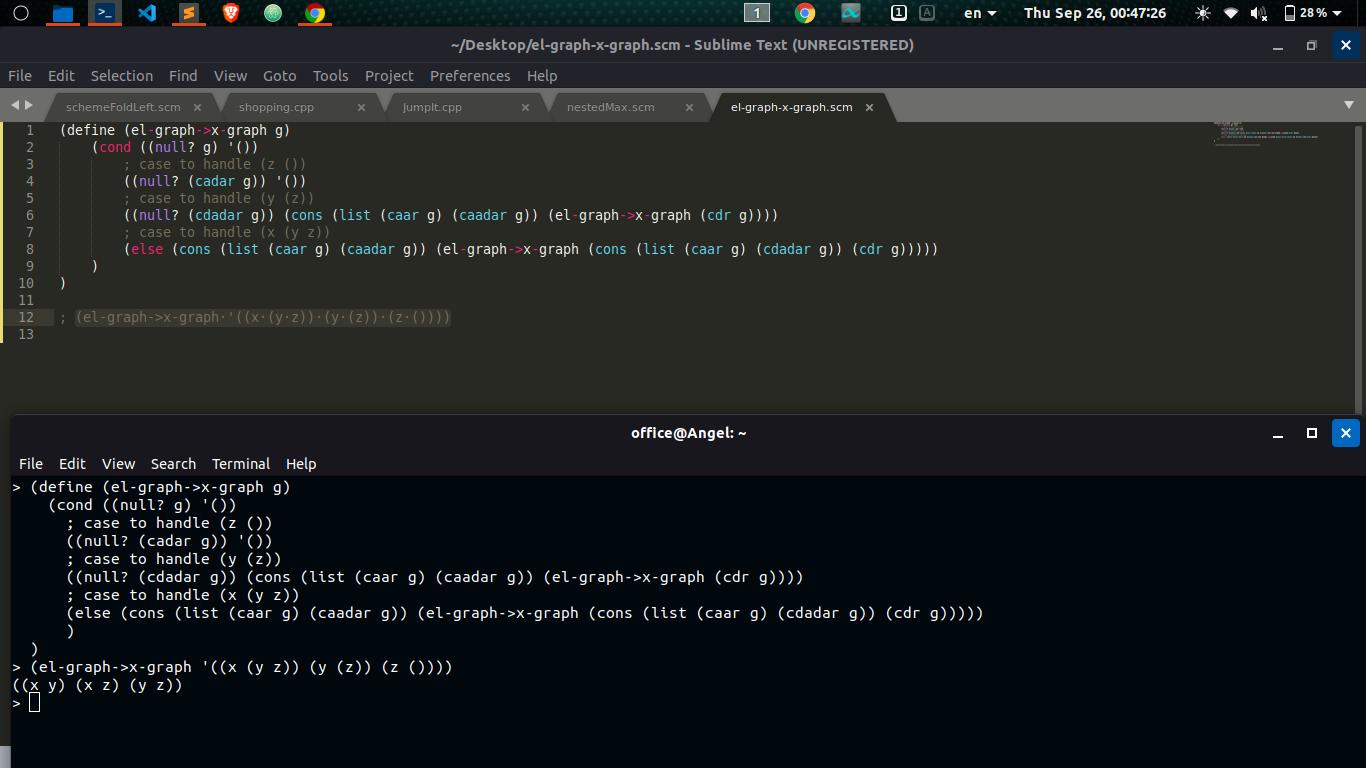 1 1 A en Thu Sep 26, 00:47:26 28 %
~/Desktop/el-graph-x-graph.scm - Sublime Text (UNREGISTERED)
File Edit Selection Find View Goto Tools Project Preferences Help
schemeFoldLeft.scm × shopping.cpp × JumpIt.cpp × nestedMax.scm × el-graph-x-graph.scm ×
1 (define (el-graph->x-graph g)
2 (cond ((null? g) '())
3 ; case to handle (z ())
4 ((null? (cadar g)) '())
5 ; case to handle (y (z))
6 ((null? (cdadar g)) (cons (list (caar g) (caadar g)) (el-graph->x-graph (cdr g))))
7 ; case to handle (x (y z))
8 (else (cons (list (caar g) (caadar g)) (el-graph->x-graph (cons (list (caar g) (cdadar g)) (cdr g)))))
9 )
10 )
11
12 ; (el-graph->x-graph·'((x·(y·z))·(y·(z))·(z·())))
13
office@Angel: ~
File Edit View Search Terminal Help
> (define (el-graph->x-graph g)
(cond ((null? g) '())
; case to handle (z ())
((null? (cadar g)) '())
; case to handle (y (z))
((null? (cdadar g)) (cons (list (caar g) (caadar g)) (el-graph->x-graph (cdr g))))
; case to handle (x (y z))
(else (cons (list (caar g) (caadar g)) (el-graph->x-graph (cons (list (caar g) (cdadar g)) (cdr g)))))
)
)
> (el-graph->x-graph '((x (y z)) (y (z)) (z ())))
((x y) (x z) (y z))
>